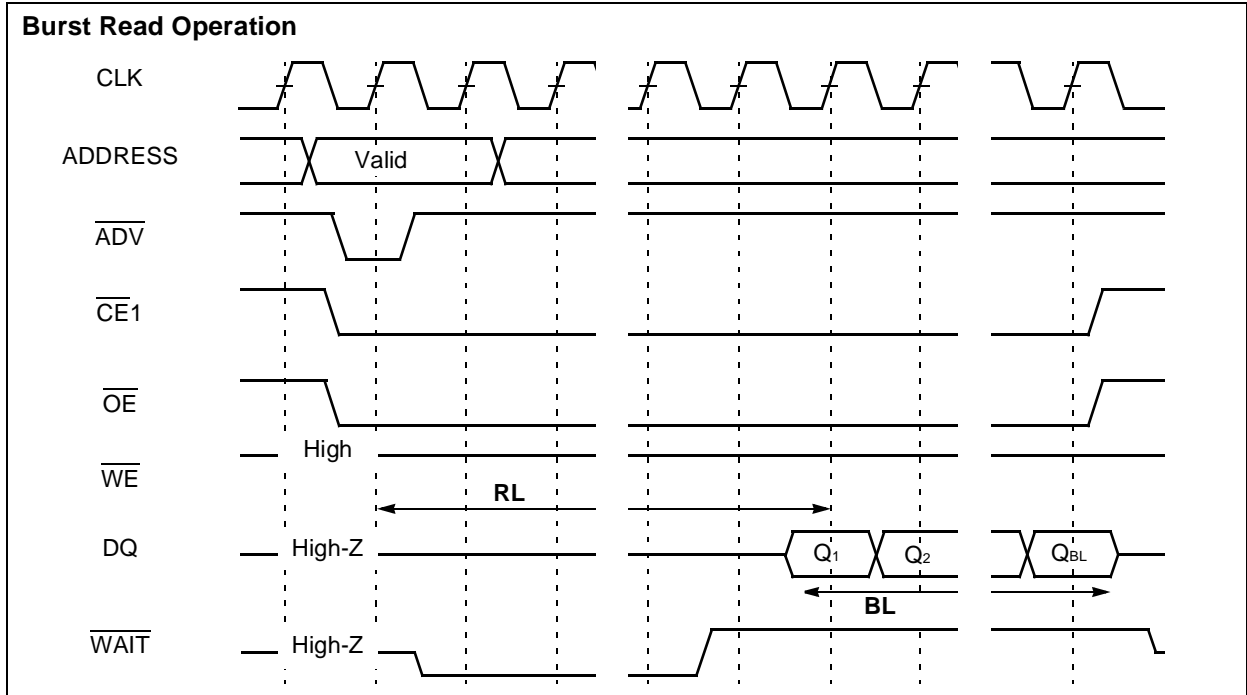 Burst Read Operation
CLK
ADDRESS
Valid
ADV
CE1
OE
High
WE
RL
DQ
High-Z
Q1
Q2
QBL
BL
WAIT
High-Z